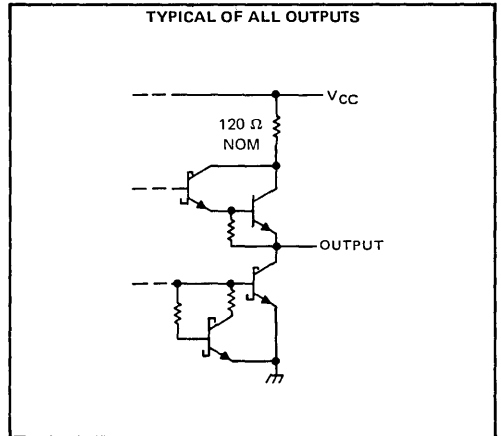 TYPICAL OF ALL OUTPUTS
VCC
120 Ω
NOM
OUTPUT